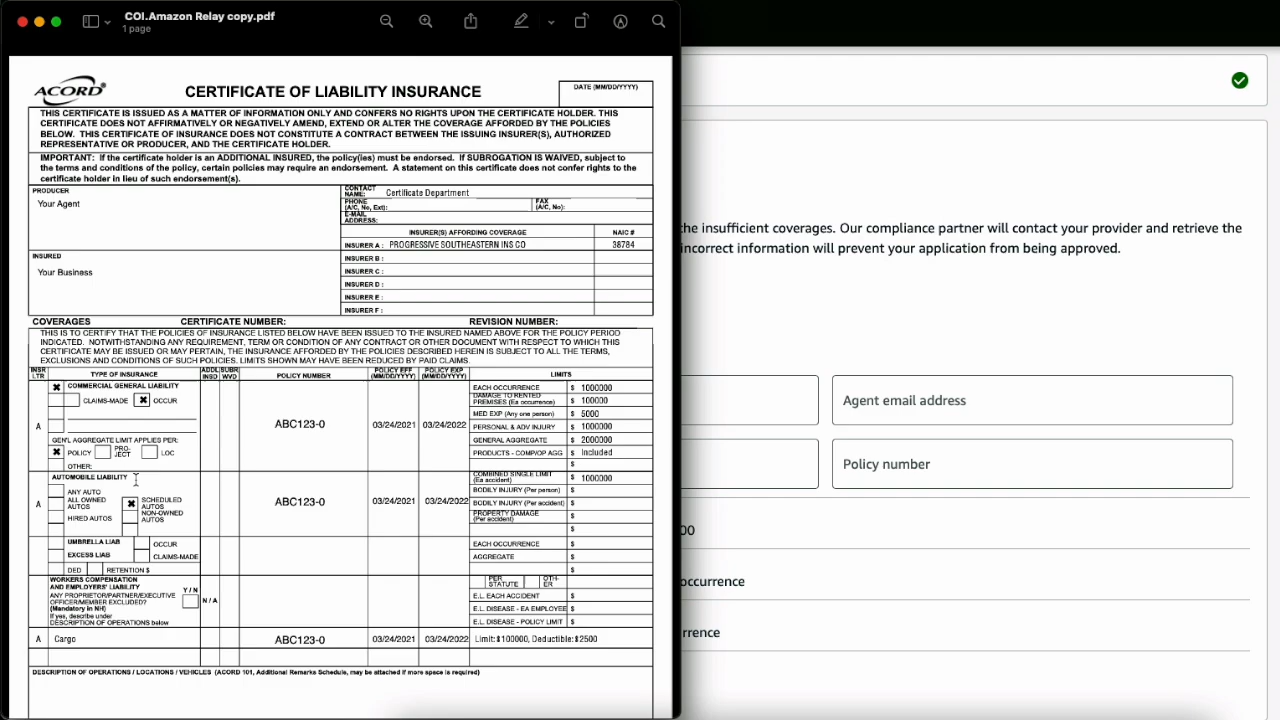 COI.Amazon Relay copy.pdf
1 page
ACORD®
CERTIFICATE OF LIABILITY INSURANCE
DATE (MM/DD/YYYY)
THIS CERTIFICATE IS ISSUED AS A MATTER OF INFORMATION ONLY AND CONFERS NO RIGHTS UPON THE CERTIFICATE HOLDER. THIS
CERTIFICATE DOES NOT AFFIRMATIVELY OR NEGATIVELY AMEND, EXTEND OR ALTER THE COVERAGE AFFORDED BY THE POLICIES
BELOW. THIS CERTIFICATE OF INSURANCE DOES NOT CONSTITUTE A CONTRACT BETWEEN THE ISSUING INSURER(S), AUTHORIZED
REPRESENTATIVE OR PRODUCER, AND THE CERTIFICATE HOLDER.
IMPORTANT: If the certificate holder is an ADDITIONAL INSURED, the policy(ies) must be endorsed. If SUBROGATION IS WAIVED, subject to
the terms and conditions of the policy, certain policies may require an endorsement. A statement on this certificate does not confer rights to the
certificate holder in lieu of such endorsement(s).
PRODUCER
Your Agent
CONTACT NAME: Certificate Department
PHONE (A/C, No, Ext): FAX (A/C, No):
E-MAIL ADDRESS:
INSURER(S) AFFORDING COVERAGE NAIC #
INSURER A : PROGRESSIVE SOUTHEASTERN INS CO 38784
INSURED
Your Business
INSURER B :
INSURER C :
INSURER D :
INSURER E :
INSURER F :
COVERAGES CERTIFICATE NUMBER: REVISION NUMBER:
THIS IS TO CERTIFY THAT THE POLICIES OF INSURANCE LISTED BELOW HAVE BEEN ISSUED TO THE INSURED NAMED ABOVE FOR THE POLICY PERIOD
INDICATED. NOTWITHSTANDING ANY REQUIREMENT, TERM OR CONDITION OF ANY CONTRACT OR OTHER DOCUMENT WITH RESPECT TO WHICH THIS
CERTIFICATE MAY BE ISSUED OR MAY PERTAIN, THE INSURANCE AFFORDED BY THE POLICIES DESCRIBED HEREIN IS SUBJECT TO ALL THE TERMS,
EXCLUSIONS AND CONDITIONS OF SUCH POLICIES. LIMITS SHOWN MAY HAVE BEEN REDUCED BY PAID CLAIMS.
INSR LTR TYPE OF INSURANCE ADDL INSD SUBR WVD POLICY NUMBER POLICY EFF (MM/DD/YYYY) POLICY EXP (MM/DD/YYYY) LIMITS
X COMMERCIAL GENERAL LIABILITY EACH OCCURRENCE $ 1000000
CLAIMS-MADE X OCCUR DAMAGE TO RENTED PREMISES (Ea occurrence) $ 100000
MED EXP (Any one person) $ 5000
A ABC123-0 03/24/2021 03/24/2022 PERSONAL & ADV INJURY $ 1000000
GEN'L AGGREGATE LIMIT APPLIES PER: GENERAL AGGREGATE $ 2000000
X POLICY PRO-JECT LOC PRODUCTS - COMP/OP AGG $ Included
OTHER: $
AUTOMOBILE LIABILITY COMBINED SINGLE LIMIT (Ea accident) $ 1000000
ANY AUTO BODILY INJURY (Per person) $
A ALL OWNED AUTOS X SCHEDULED AUTOS ABC123-0 03/24/2021 03/24/2022 BODILY INJURY (Per accident) $
HIRED AUTOS NON-OWNED AUTOS PROPERTY DAMAGE (Per accident) $
$
UMBRELLA LIAB OCCUR EACH OCCURRENCE $
EXCESS LIAB CLAIMS-MADE AGGREGATE $
DED RETENTION $ $
WORKERS COMPENSATION PER STATUTE OTH-ER
AND EMPLOYERS' LIABILITY Y / N
ANY PROPRIETOR/PARTNER/EXECUTIVE E.L. EACH ACCIDENT $
OFFICER/MEMBER EXCLUDED? N / A
(Mandatory in NH) E.L. DISEASE - EA EMPLOYEE $
If yes, describe under
DESCRIPTION OF OPERATIONS below E.L. DISEASE - POLICY LIMIT $
A Cargo ABC123-0 03/24/2021 03/24/2022 Limit:$100000, Deductible:$2500
DESCRIPTION OF OPERATIONS / LOCATIONS / VEHICLES (ACORD 101, Additional Remarks Schedule, may be attached if more space is required)
the insufficient coverages. Our compliance partner will contact your provider and retrieve the
incorrect information will prevent your application from being approved.
Agent email address
Policy number
00
occurrence
rrence